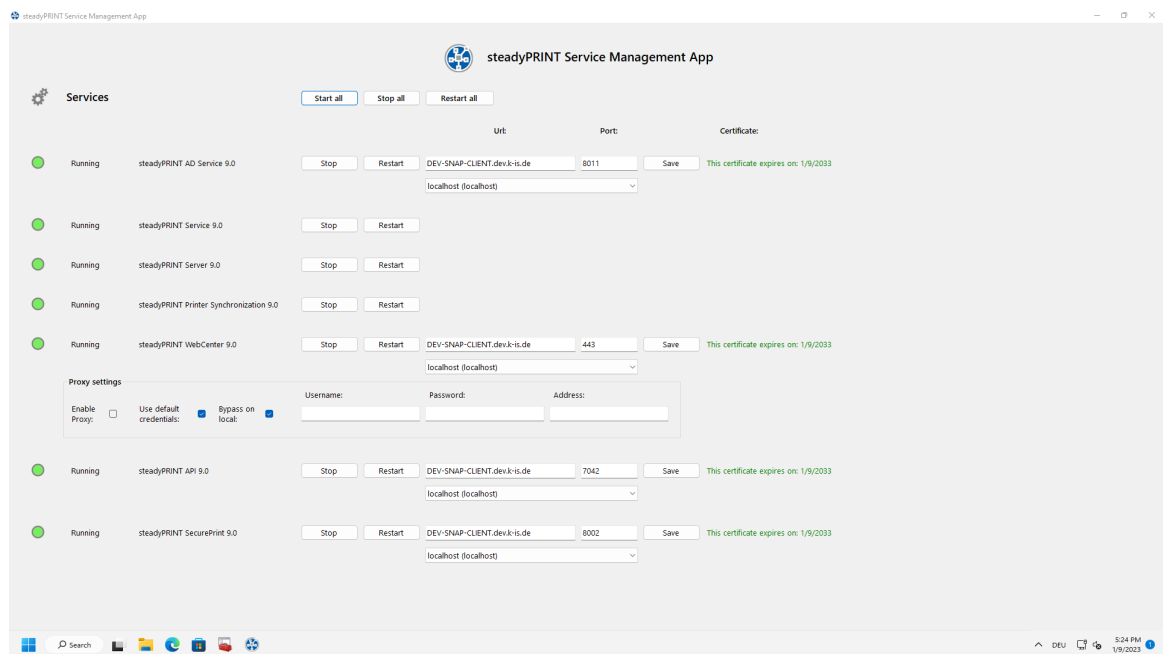 steadyPRINT Service Management App
steadyPRINT Service Management App
Services
Start all Stop all Restart all
Url: Port: Certificate:
Running steadyPRINT AD Service 9.0 Stop Restart DEV-SNAP-CLIENT.dev.k-is.de 8011 Save This certificate expires on: 1/9/2033
localhost (localhost)
Running steadyPRINT Service 9.0 Stop Restart
Running steadyPRINT Server 9.0 Stop Restart
Running steadyPRINT Printer Synchronization 9.0 Stop Restart
Running steadyPRINT WebCenter 9.0 Stop Restart DEV-SNAP-CLIENT.dev.k-is.de 443 Save This certificate expires on: 1/9/2033
localhost (localhost)
Proxy settings
Username: Password: Address:
Enable Proxy: Use default credentials: Bypass on local:
Running steadyPRINT API 9.0 Stop Restart DEV-SNAP-CLIENT.dev.k-is.de 7042 Save This certificate expires on: 1/9/2033
localhost (localhost)
Running steadyPRINT SecurePrint 9.0 Stop Restart DEV-SNAP-CLIENT.dev.k-is.de 8002 Save This certificate expires on: 1/9/2033
localhost (localhost)
Search
DEU
5:24 PM
1/9/2023
1